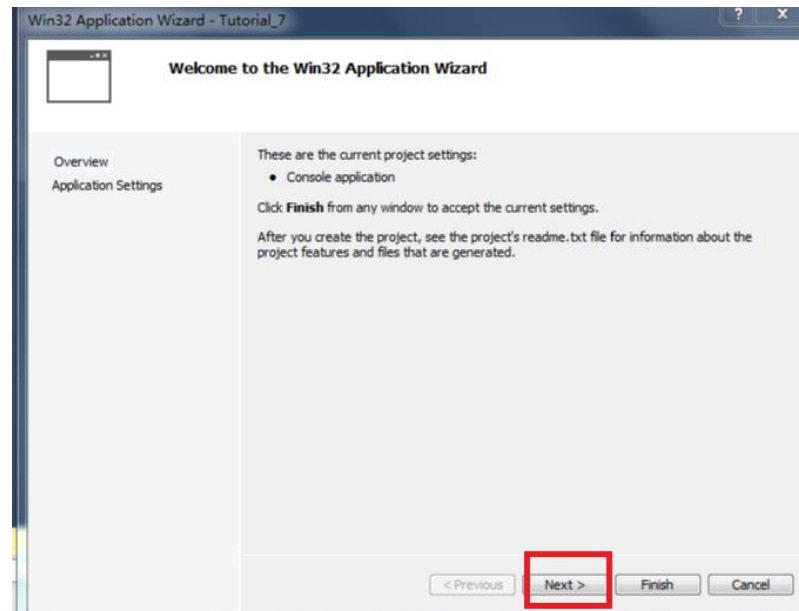 Win32 Application Wizard - Tutorial_7
? X
Welcome to the Win32 Application Wizard
Overview
Application Settings
These are the current project settings:
• Console application
Click Finish from any window to accept the current settings.
After you create the project, see the project's readme.txt file for information about the
project features and files that are generated.
< Previous Next > Finish Cancel